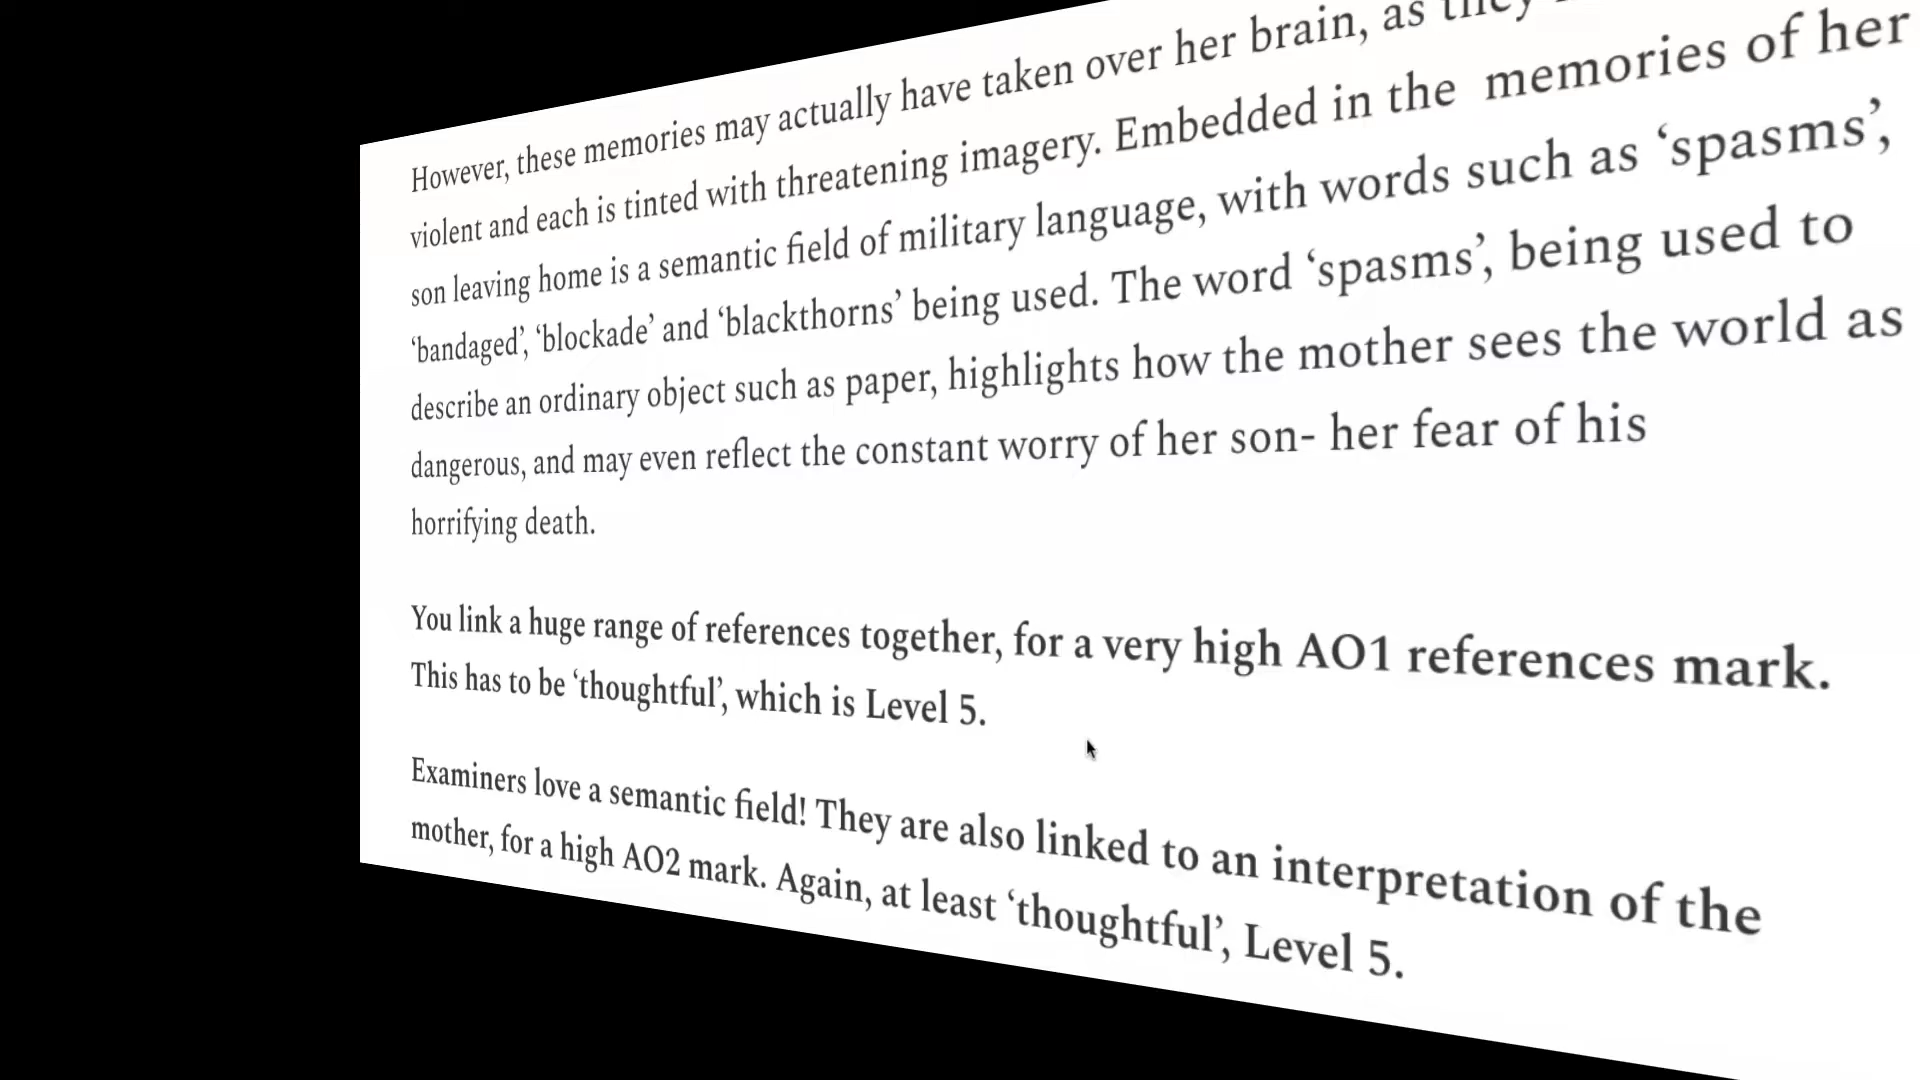 However, these memories may actually have taken over her brain, as they
violent and each is tinted with threatening imagery. Embedded in the memories of her
son leaving home is a semantic field of military language, with words such as ‘spasms’,
‘bandaged’, ‘blockade’ and ‘blackthorns’ being used. The word ‘spasms’, being used to
describe an ordinary object such as paper, highlights how the mother sees the world as
dangerous, and may even reflect the constant worry of her son- her fear of his
horrifying death.
You link a huge range of references together, for a very high AO1 references mark.
This has to be ‘thoughtful’, which is Level 5.
Examiners love a semantic field! They are also linked to an interpretation of the
mother, for a high AO2 mark. Again, at least ‘thoughtful’, Level 5.